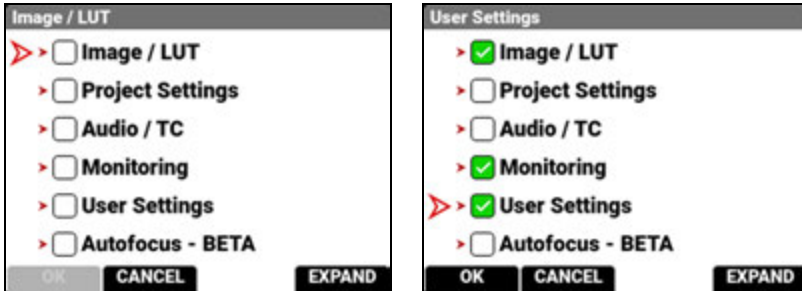 Image / LUT
Image / LUT
Project Settings
Audio / TC
Monitoring
User Settings
Autofocus - BETA
OK CANCEL EXPAND
User Settings
Image / LUT
Project Settings
Audio / TC
Monitoring
User Settings
Autofocus - BETA
OK CANCEL EXPAND